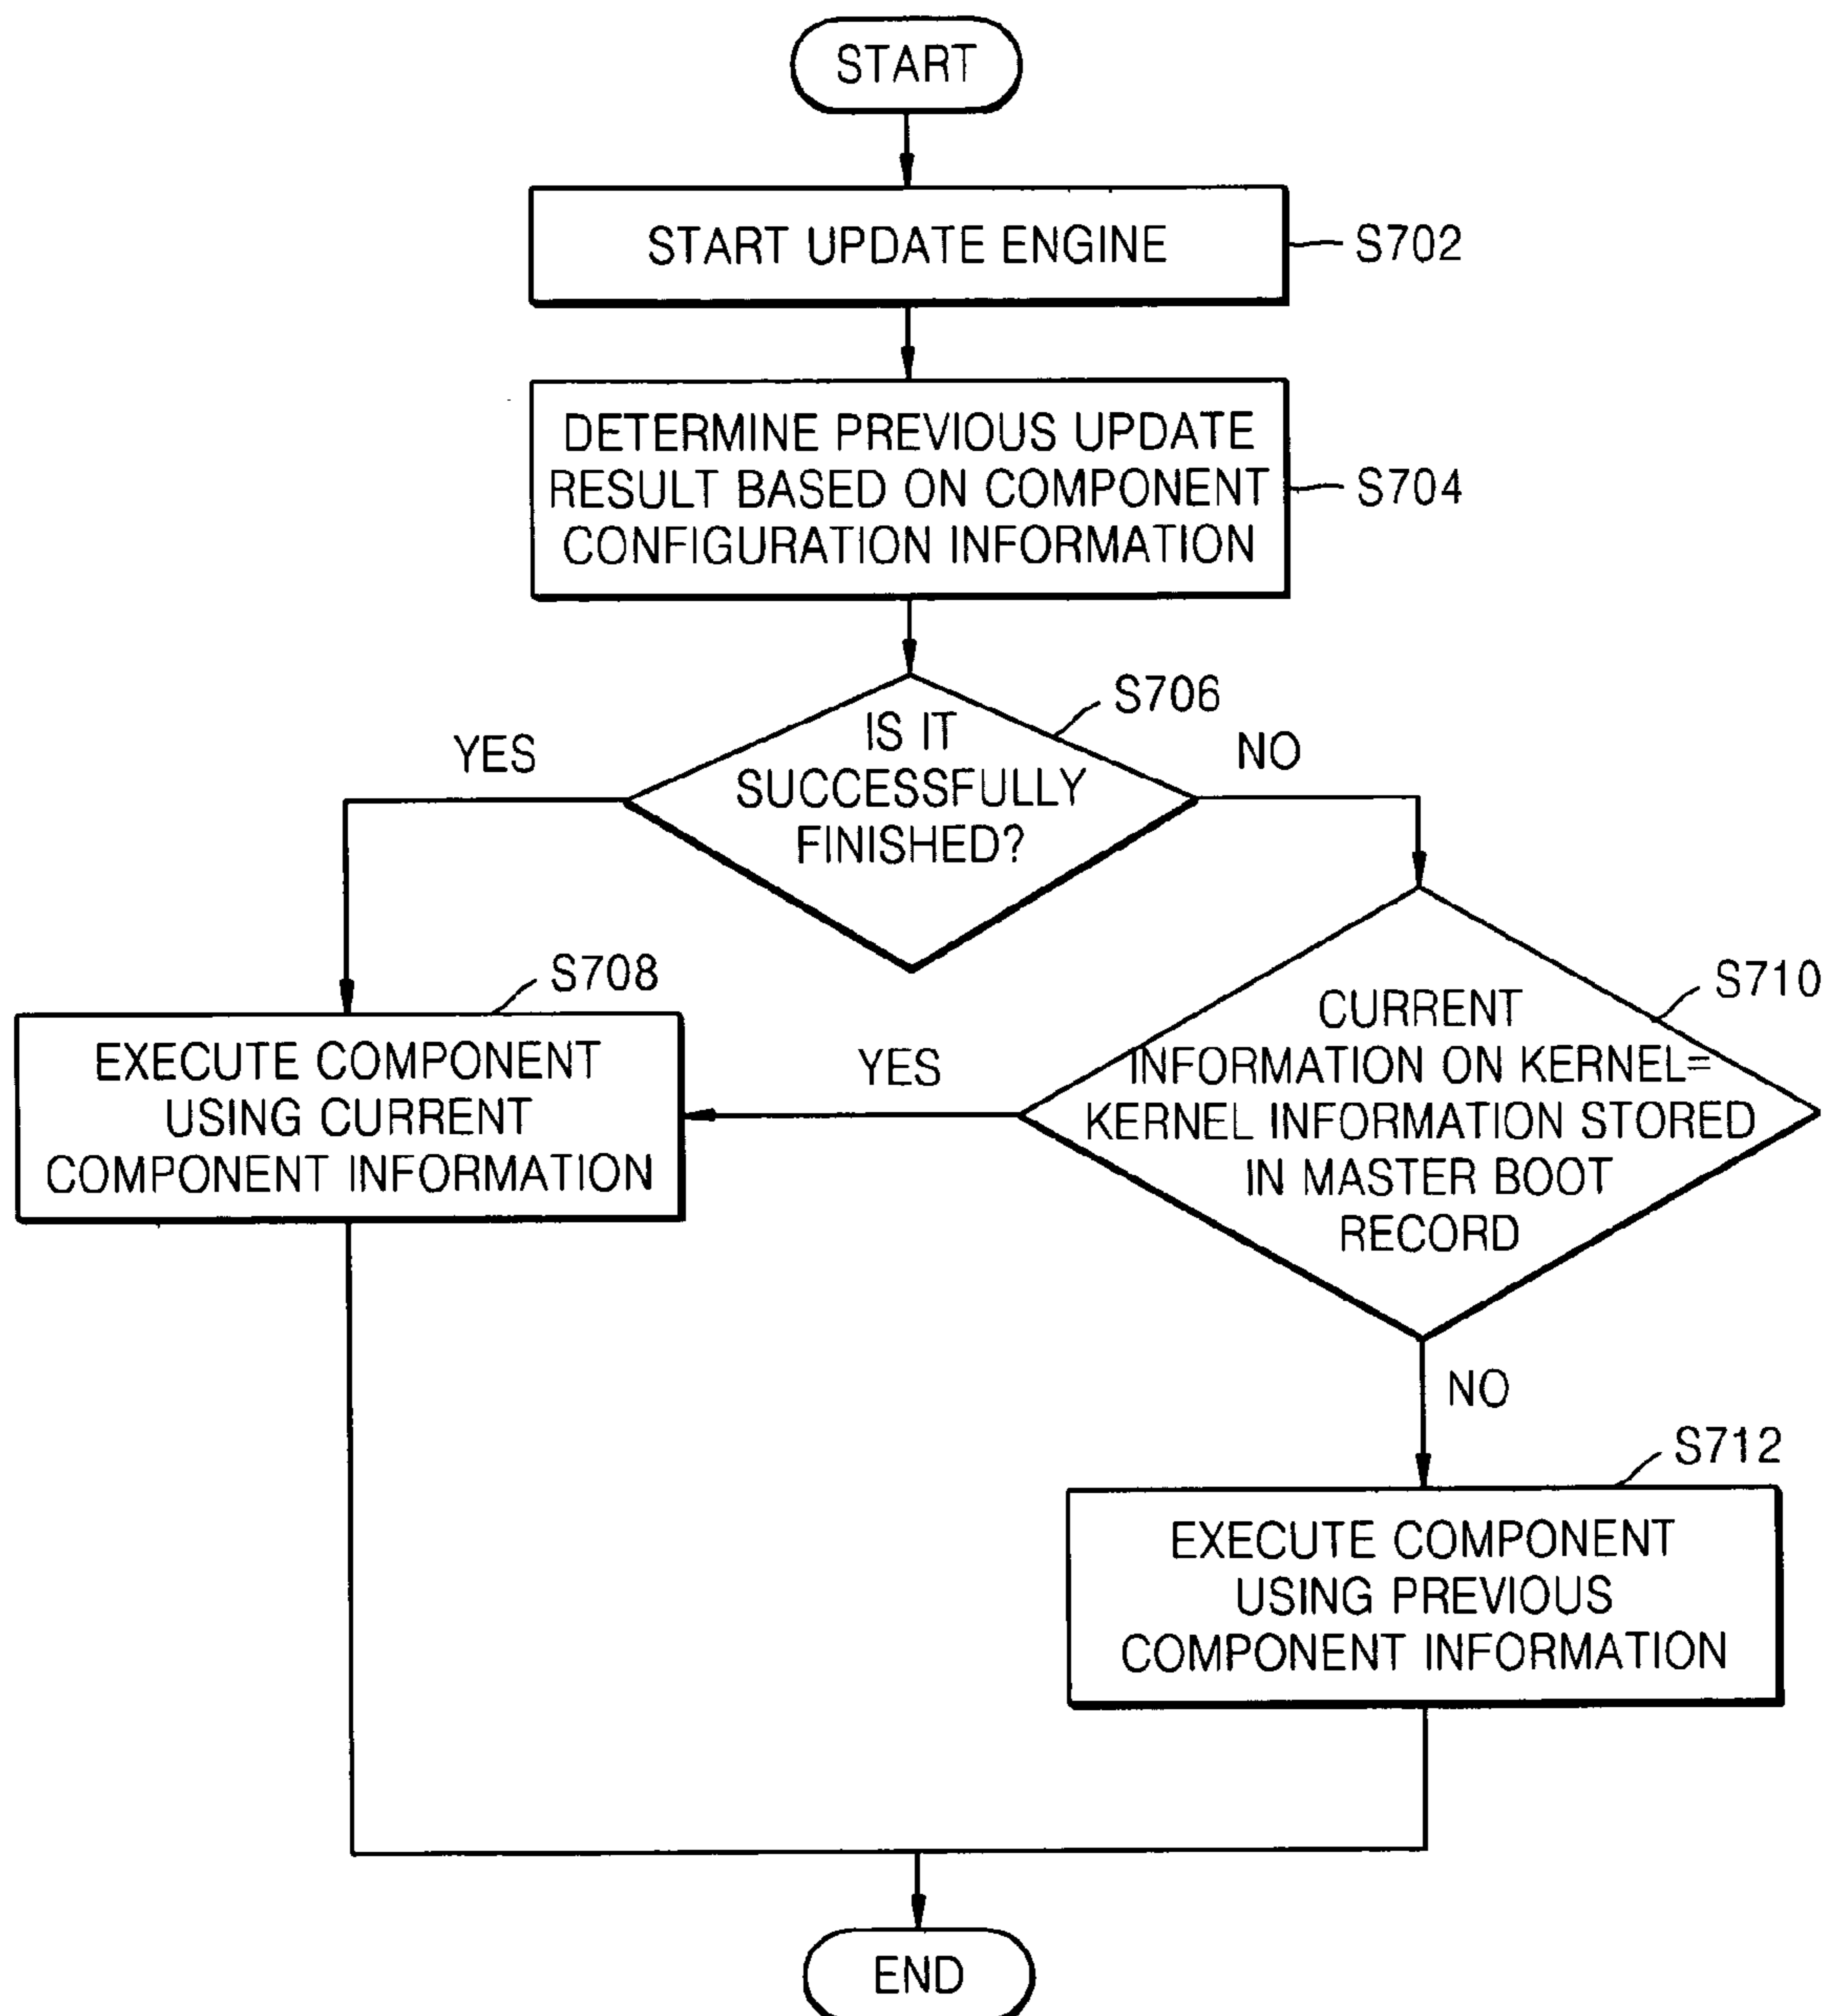 START
START UPDATE ENGINE
S702
DETERMINE PREVIOUS UPDATE
RESULT BASED ON COMPONENT
CONFIGURATION INFORMATION
S704
S706
IS IT
SUCCESSFULLY
FINISHED?
YES
NO
S708
EXECUTE COMPONENT
USING CURRENT
COMPONENT INFORMATION
YES
S710
CURRENT
INFORMATION ON KERNEL=
KERNEL INFORMATION STORED
IN MASTER BOOT
RECORD
NO
S712
EXECUTE COMPONENT
USING PREVIOUS
COMPONENT INFORMATION
END